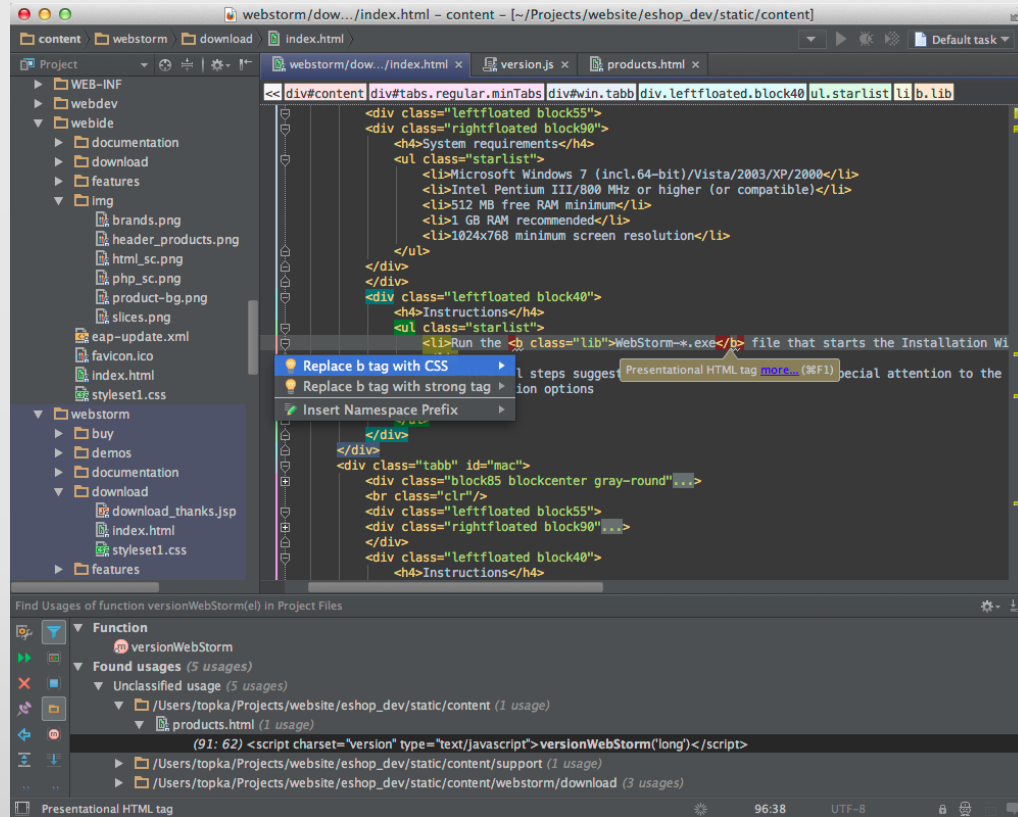 webstorm/dow.../index.html – content – [~/Projects/website/eshop_dev/static/content]
content webstorm download index.html Default task
Project
webstorm/dow.../index.html × version.js × products.html ×
<< div#content div#tabs.regular.minTabs div#win.tabb div.leftfloated.block40 ul.starlist li b.lib
WEB-INF
webdev
webide
documentation
download
features
img
brands.png
header_products.png
html_sc.png
php_sc.png
product-bg.png
slices.png
eap-update.xml
favicon.ico
index.html
styleset1.css
webstorm
buy
demos
documentation
download
download_thanks.jsp
index.html
styleset1.css
features
<div class="leftfloated block55">
<div class="rightfloated block90">
<h4>System requirements</h4>
<ul class="starlist">
<li>Microsoft Windows 7 (incl.64-bit)/Vista/2003/XP/2000</li>
<li>Intel Pentium III/800 MHz or higher (or compatible)</li>
<li>512 MB free RAM minimum</li>
<li>1 GB RAM recommended</li>
<li>1024x768 minimum screen resolution</li>
</ul>
</div>
</div>
<div class="leftfloated block40">
<h4>Instructions</h4>
<ul class="starlist">
<li>Run the <b class="lib">WebStorm-*.exe</b> file that starts the Installation Wi
Replace b tag with CSS
Replace b tag with strong tag
Insert Namespace Prefix
Presentational HTML tag more... (⌘F1)
l steps suggest pecial attention to the
ion options
</ul>
</div>
</div>
<div class="tabb" id="mac">
<div class="block85 blockcenter gray-round"...>
<br class="clr"/>
<div class="leftfloated block55">
<div class="rightfloated block90"...>
</div>
<div class="leftfloated block40">
<h4>Instructions</h4>
Find Usages of function versionWebStorm(el) in Project Files
Function
versionWebStorm
Found usages (5 usages)
Unclassified usage (5 usages)
/Users/topka/Projects/website/eshop_dev/static/content (1 usage)
products.html (1 usage)
(91: 62) <script charset="version" type="text/javascript">versionWebStorm('long')</script>
/Users/topka/Projects/website/eshop_dev/static/content/support (1 usage)
/Users/topka/Projects/website/eshop_dev/static/content/webstorm/download (3 usages)
Presentational HTML tag 96:38 UTF-8